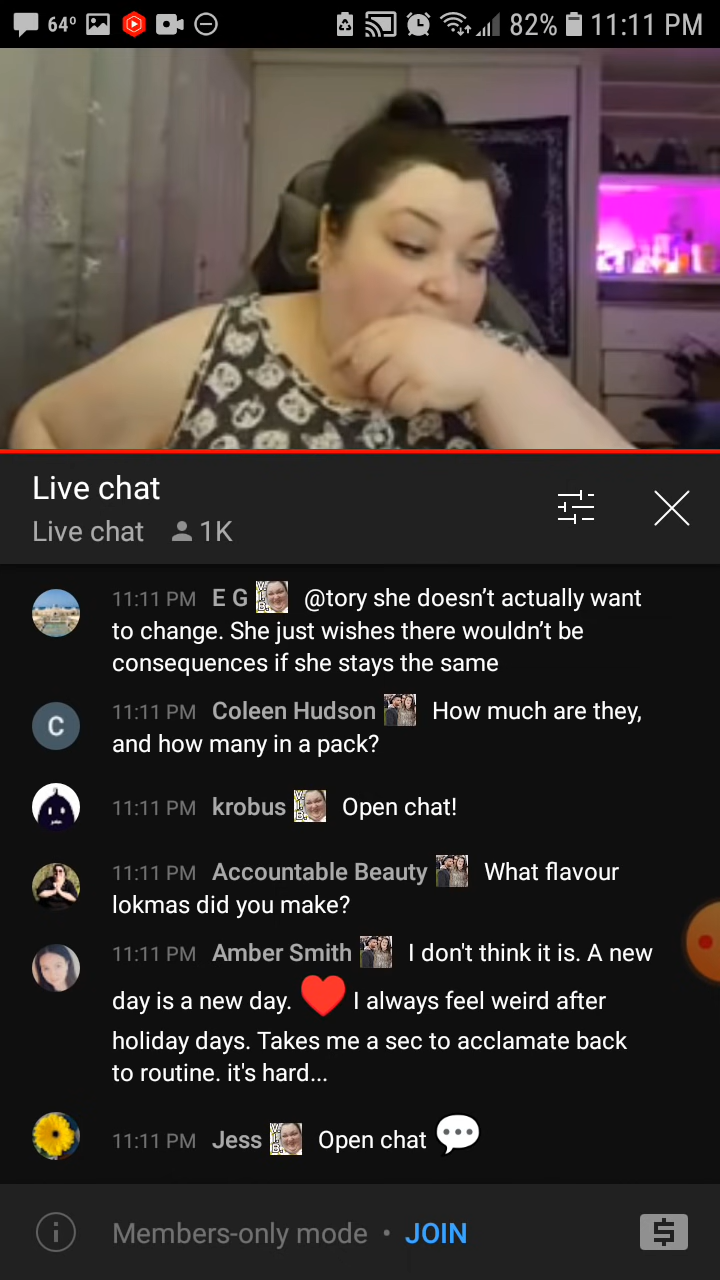 64° 82% 11:11 PM
Live chat
Live chat 1K
11:11 PM E G @tory she doesn't actually want
to change. She just wishes there wouldn't be
consequences if she stays the same
C 11:11 PM Coleen Hudson How much are they,
and how many in a pack?
11:11 PM krobus Open chat!
11:11 PM Accountable Beauty What flavour
lokmas did you make?
11:11 PM Amber Smith I don't think it is. A new
day is a new day. ❤️ I always feel weird after
holiday days. Takes me a sec to acclamate back
to routine. it's hard...
11:11 PM Jess Open chat 💬
Members-only mode • JOIN